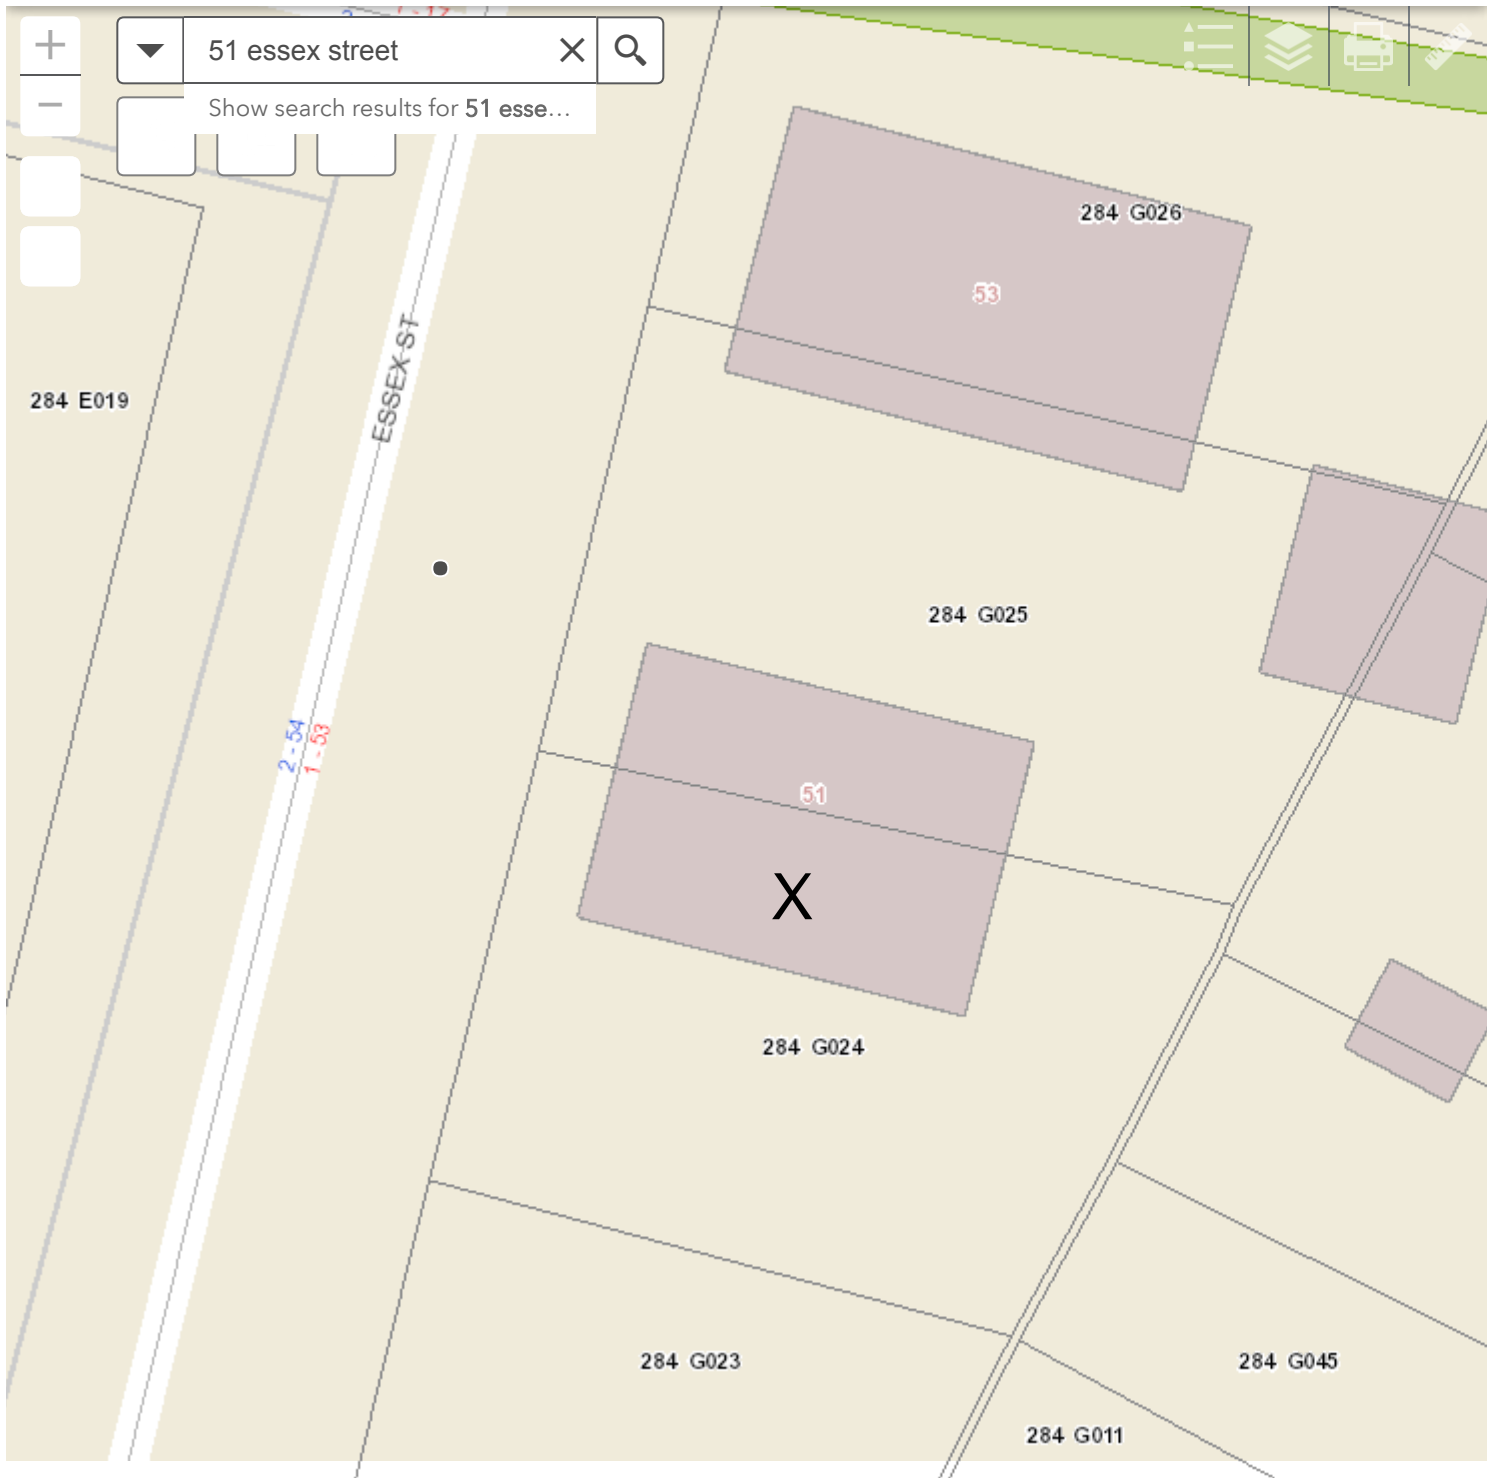 51 essex street
Show search results for 51 esse…
284 G026
53
ESSEX ST
284 E019
284 G025
2 - 54
1 - 53
51
X
284 G024
284 G023
284 G045
284 G011